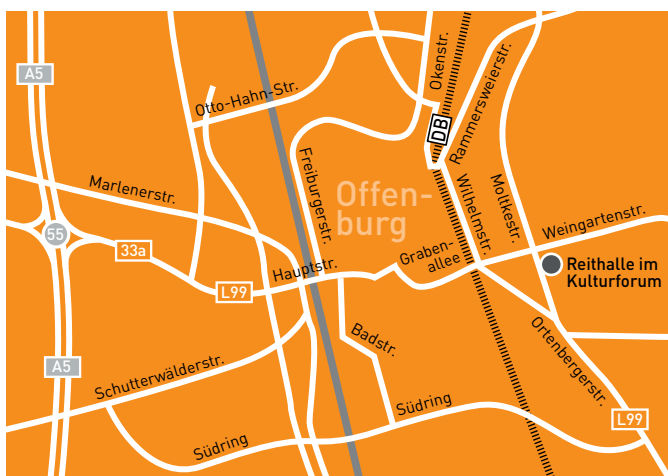 A5
Otto-Hahn-Str.
Okenstr.
DB
Rammersweierstr.
Marlenerstr.
Freiburgerstr.
Offen-
burg
Wilhelmstr.
Moltkestr.
Weingartenstr.
55
33a
Hauptstr.
Graben-
allee
Reithalle im
Kulturforum
L99
Badstr.
Ortenbergerstr.
A5
Schutterwälderstr.
Südring
Südring
L99